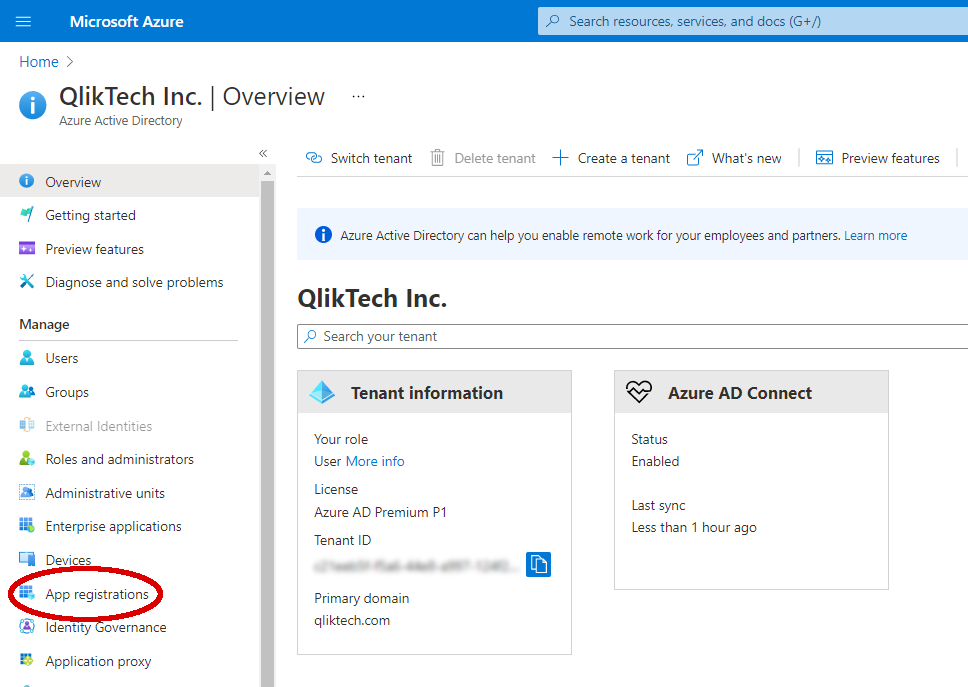 Microsoft Azure
Search resources, services, and docs (G+/)
Home
QlikTech Inc. | Overview ...
Azure Active Directory
«
Overview
Getting started
Preview features
Diagnose and solve problems
Manage
Users
Groups
External Identities
Roles and administrators
Administrative units
Enterprise applications
Devices
App registrations
Identity Governance
Application proxy
Switch tenant Delete tenant Create a tenant What's new Preview features
Azure Active Directory can help you enable remote work for your employees and partners. Learn more
QlikTech Inc.
Search your tenant
Tenant information
Your role
User More info
License
Azure AD Premium P1
Tenant ID
Primary domain
qliktech.com
Azure AD Connect
Status
Enabled
Last sync
Less than 1 hour ago